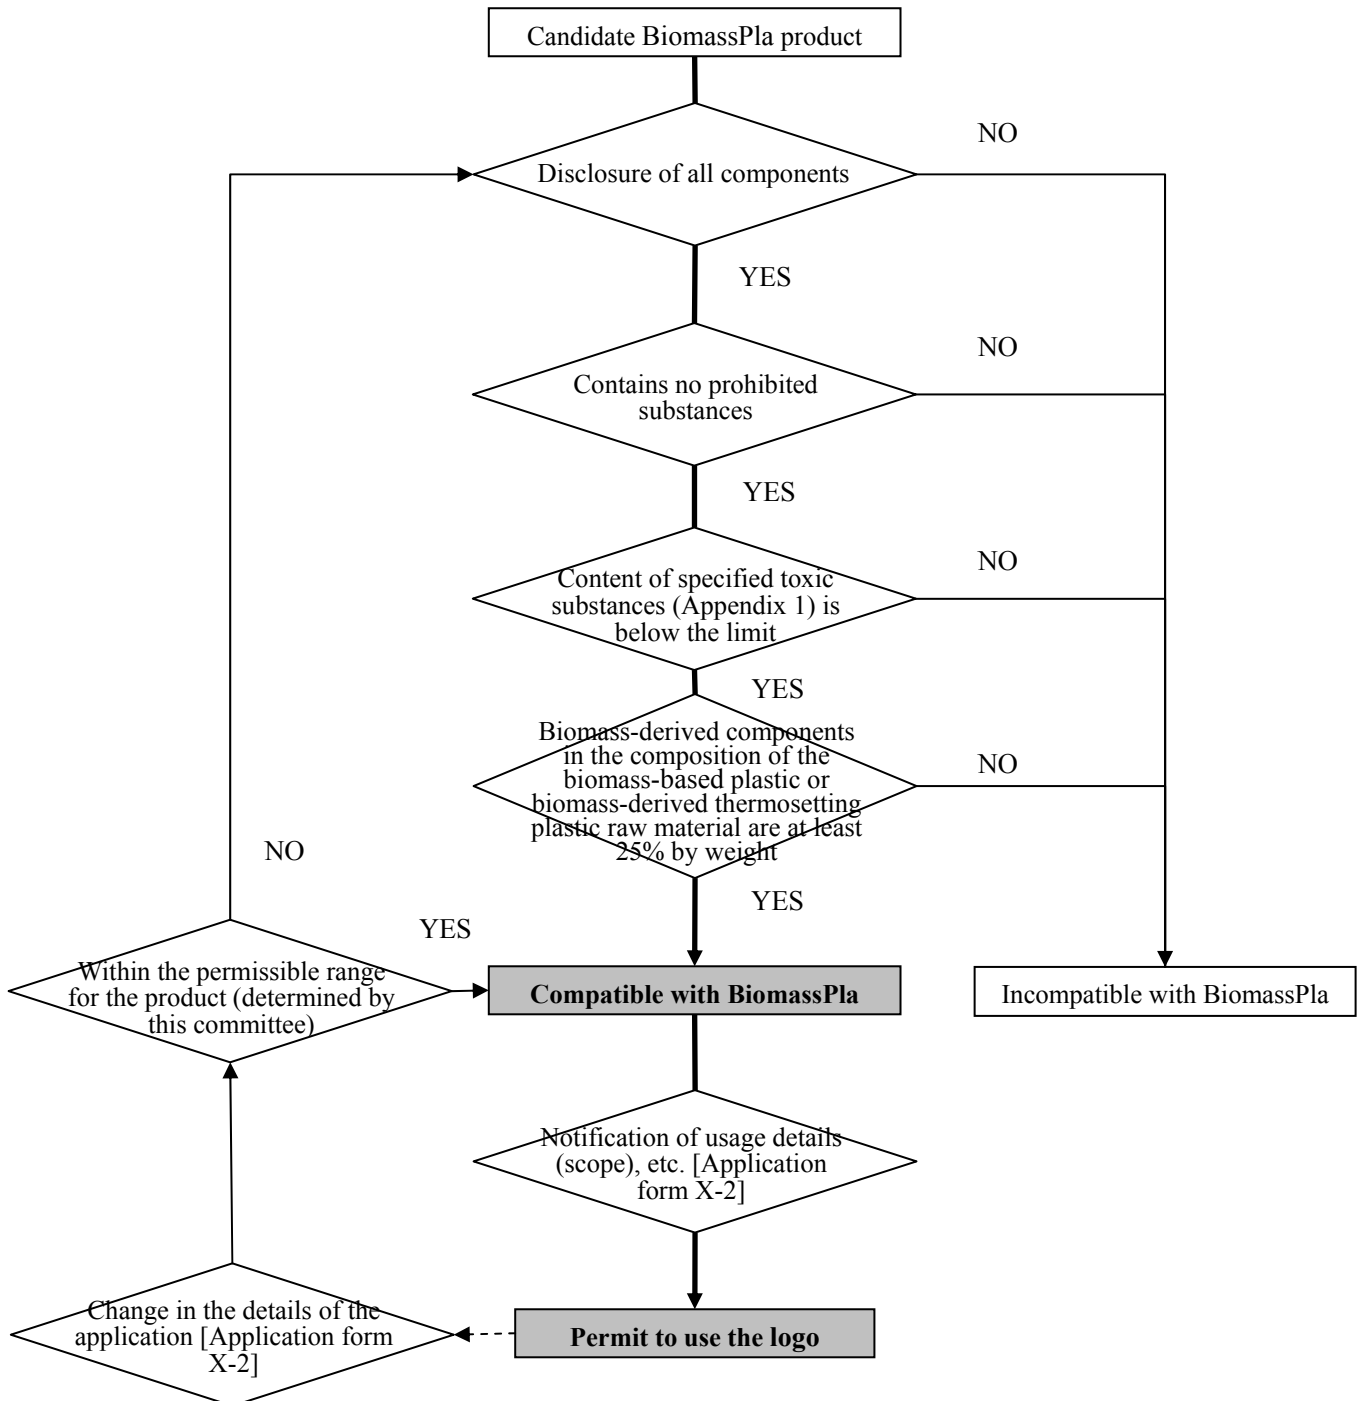 Candidate BiomassPla product
NO
Disclosure of all components
YES
NO
Contains no prohibited
substances
YES
NO
Content of specified toxic
substances (Appendix 1) is
below the limit
YES
Biomass-derived components
in the composition of the
biomass-based plastic or
biomass-derived thermosetting
plastic raw material are at least
25% by weight
NO
NO
YES
YES
Within the permissible range
for the product (determined by
this committee)
Compatible with BiomassPla
Incompatible with BiomassPla
Notification of usage details
(scope), etc. [Application
form X-2]
Change in the details of the
application [Application form
X-2]
Permit to use the logo